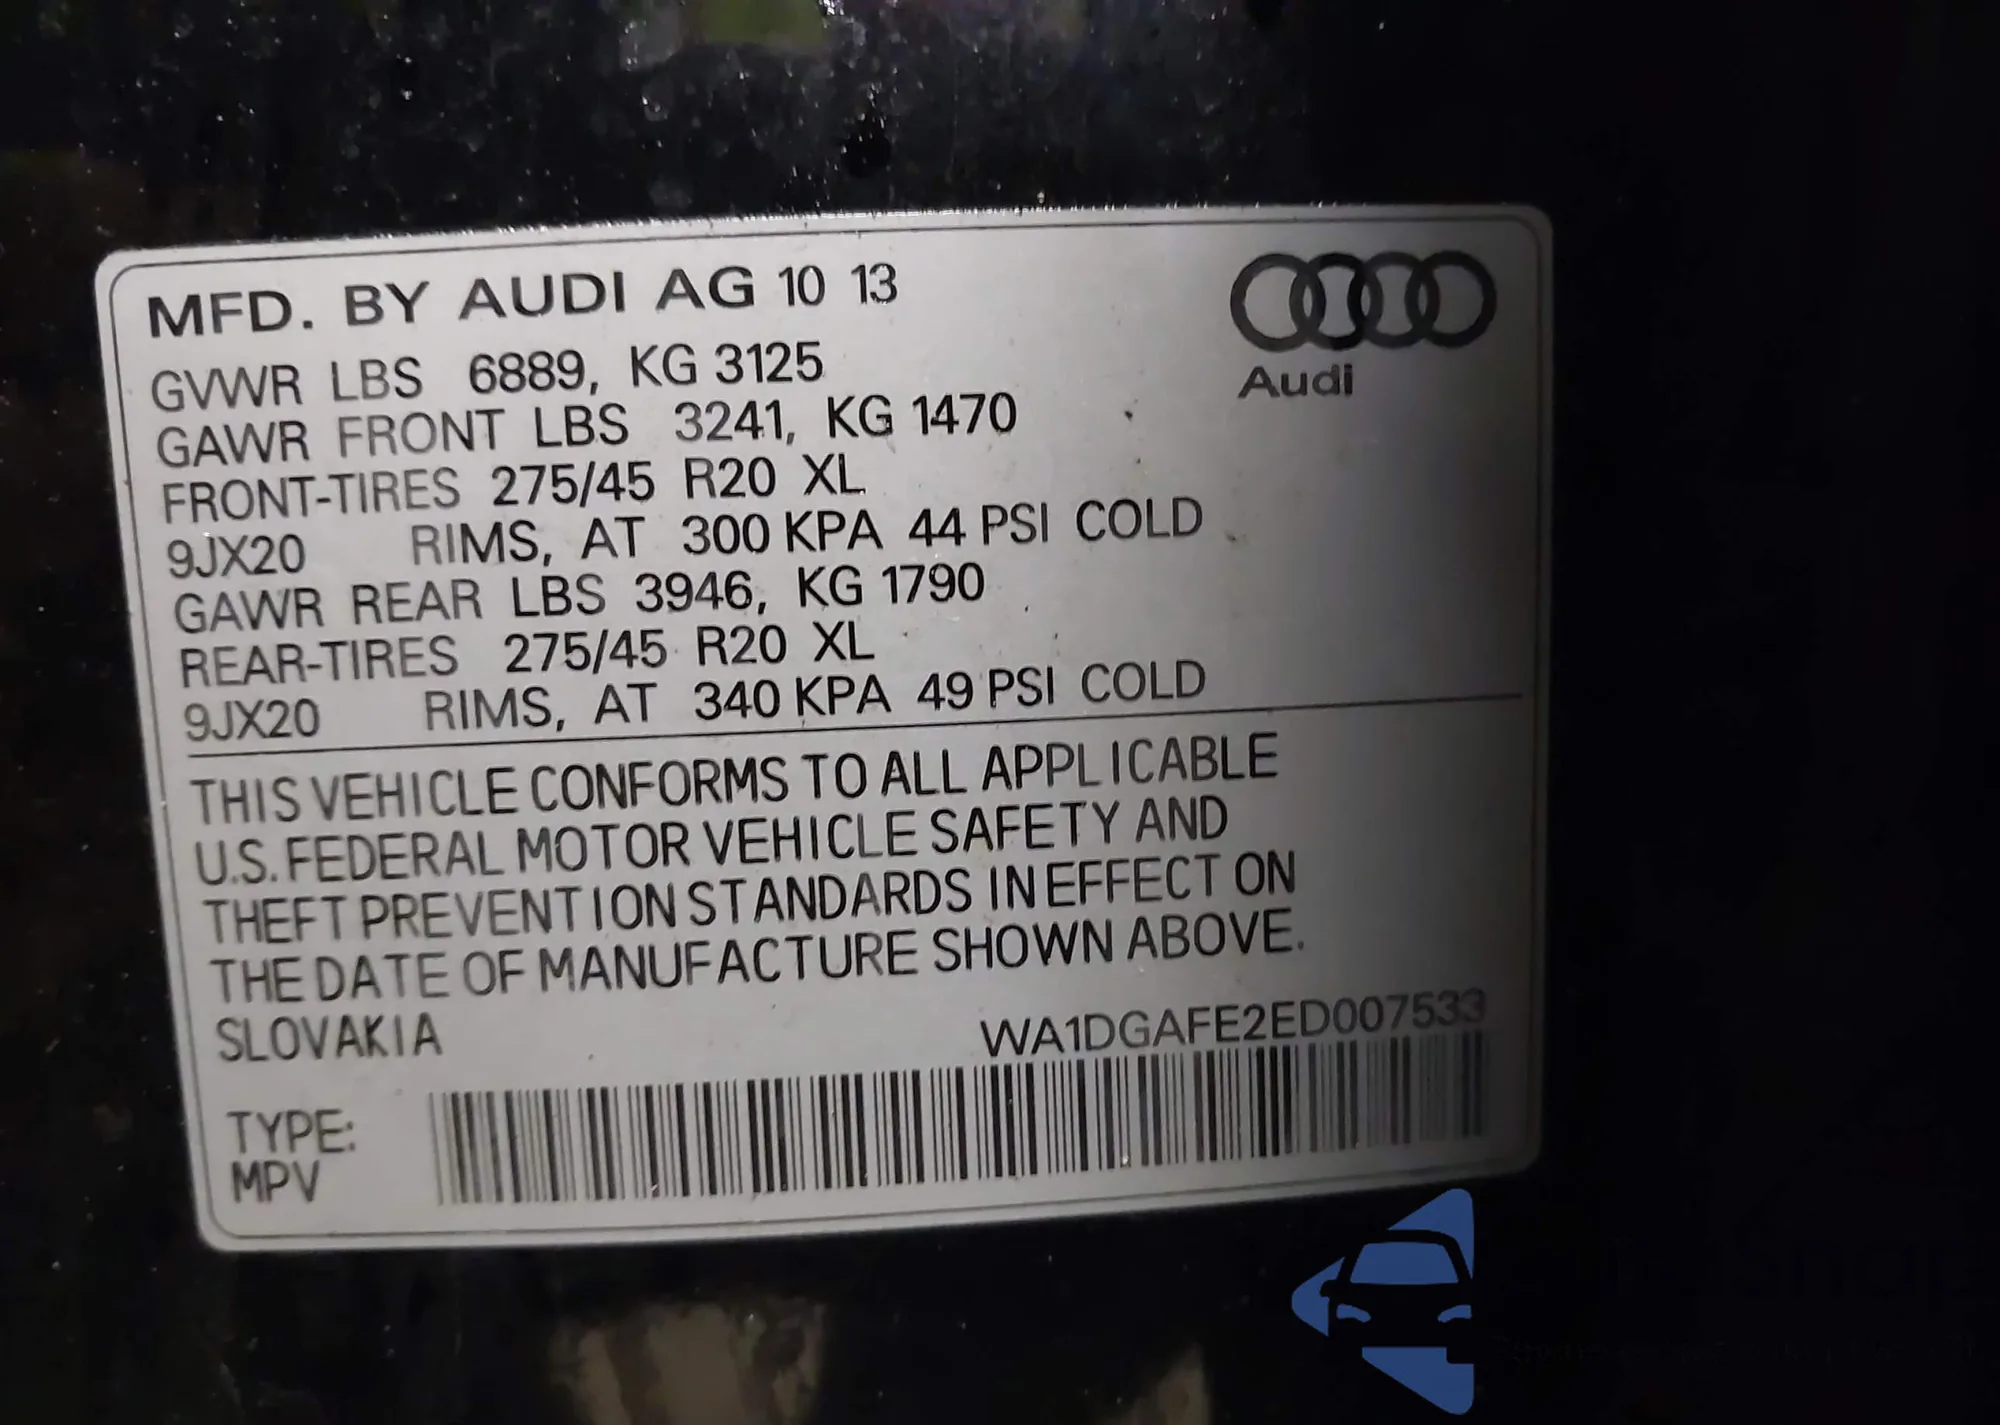 MFD. BY AUDI AG 10 13
GVWR LBS 6889, KG 3125
GAWR FRONT LBS 3241, KG 1470
FRONT-TIRES 275/45 R20 XL
9JX20 RIMS, AT 300 KPA 44 PSI COLD
GAWR REAR LBS 3946, KG 1790
REAR-TIRES 275/45 R20 XL
9JX20 RIMS, AT 340 KPA 49 PSI COLD
Audi
THIS VEHICLE CONFORMS TO ALL APPLICABLE
U.S. FEDERAL MOTOR VEHICLE SAFETY AND
THEFT PREVENTION STANDARDS IN EFFECT ON
THE DATE OF MANUFACTURE SHOWN ABOVE.
SLOVAKIA
WA1DGAFE2ED007533
TYPE:
MPV